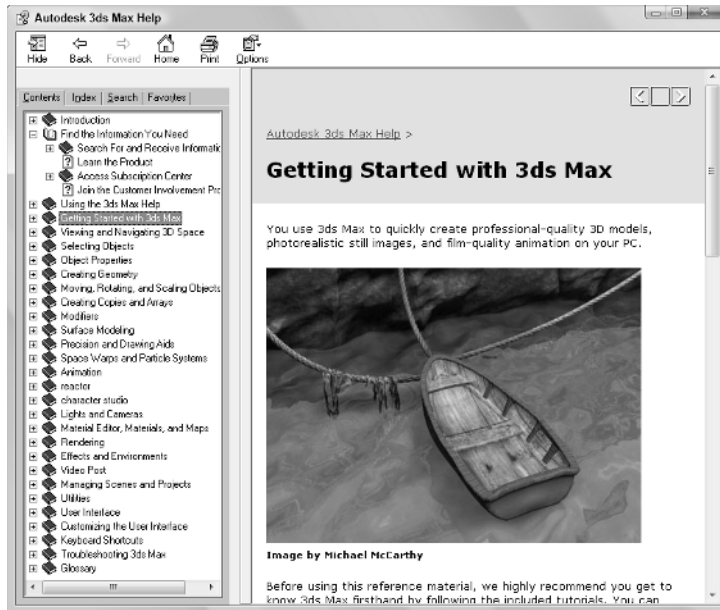 Autodesk 3ds Max Help
Hide Back Forward Home Print Options
Contents Index Search Favorites
Introduction
Find the Information You Need
Search For and Receive Informatic
Learn the Product
Access Subscription Center
Join the Customer Involvement Prc
Using the 3ds Max Help
Getting Started with 3ds Max
Viewing and Navigating 3D Space
Selecting Objects
Object Properties
Creating Geometry
Moving, Rotating, and Scaling Objects
Creating Copies and Arrays
Modifiers
Surface Modeling
Precision and Drawing Aids
Space Warps and Particle Systems
Animation
reactor
character studio
Lights and Cameras
Material Editor, Materials, and Maps
Rendering
Effects and Environments
Video Post
Managing Scenes and Projects
Utilities
User Interface
Customizing the User Interface
Keyboard Shortcuts
Troubleshooting 3ds Max
Glossary
Autodesk 3ds Max Help >
Getting Started with 3ds Max
You use 3ds Max to quickly create professional-quality 3D models,
photorealistic still images, and film-quality animation on your PC.
Image by Michael McCarthy
Before using this reference material, we highly recommend you get to
know 3ds Max firsthand by following the included tutorials. You can